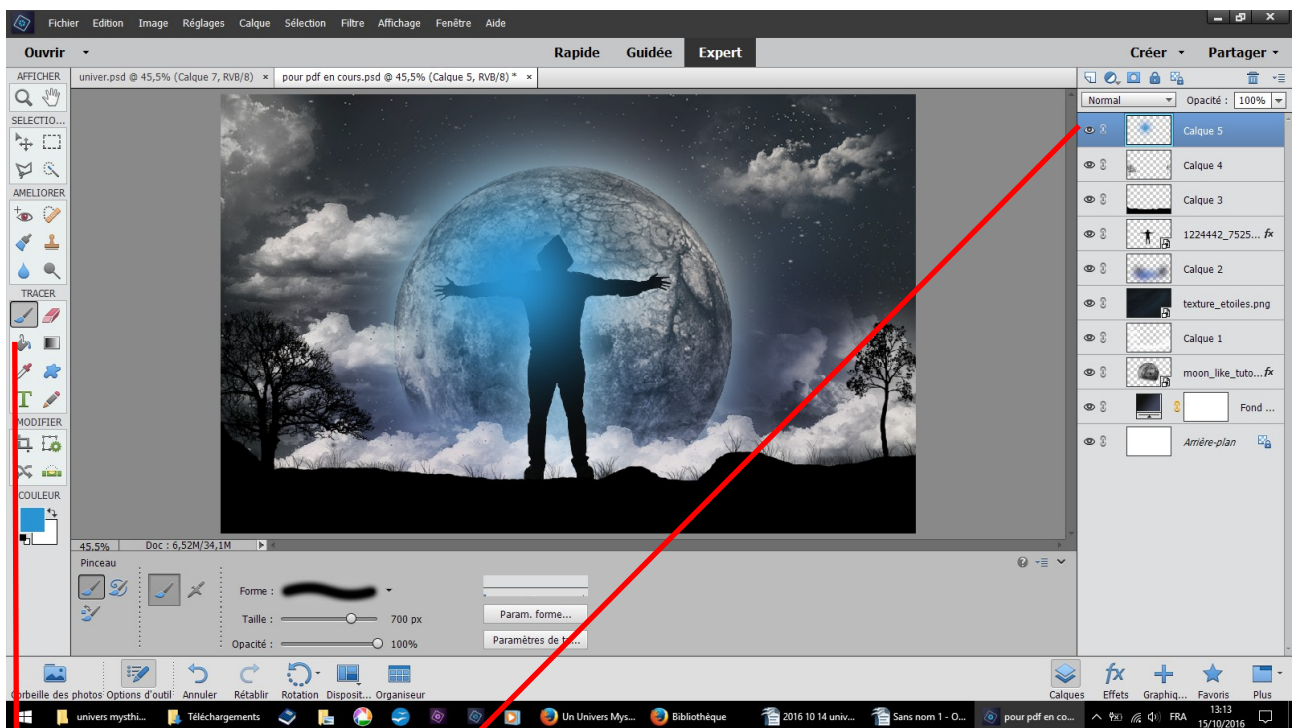 Fichier Edition Image Réglages Calque Sélection Filtre Affichage Fenêtre Aide
Ouvrir Rapide Guidée Expert Créer Partager
AFFICHER
univer.psd @ 45,5% (Calque 7, RVB/8) × pour pdf en cours.psd @ 45,5% (Calque 5, RVB/8) * ×
Normal Opacité : 100%
SELECTIO...
Calque 5
Calque 4
AMELIORER
Calque 3
1224442_7525... fx
Calque 2
TRACER
texture_etoiles.png
Calque 1
moon_like_tuto... fx
Fond ...
MODIFIER
Arrière-plan
COULEUR
45,5% Doc : 6,52M/34,1M
Pinceau
Forme :
Taille : 700 px
Param. forme...
Opacité : 100%
Paramètres de
Corbeille des photos Options d'outil Annuler Rétablir Rotation Disposit... Organiseur
Calques Effets Graphiq... Favoris Plus
univers mysthi... Téléchargements Un Univers Mys... Bibliothèque 2016 10 14 univ... Sans nom 1 - O... pour pdf en co... FRA 13:13
15/10/2016